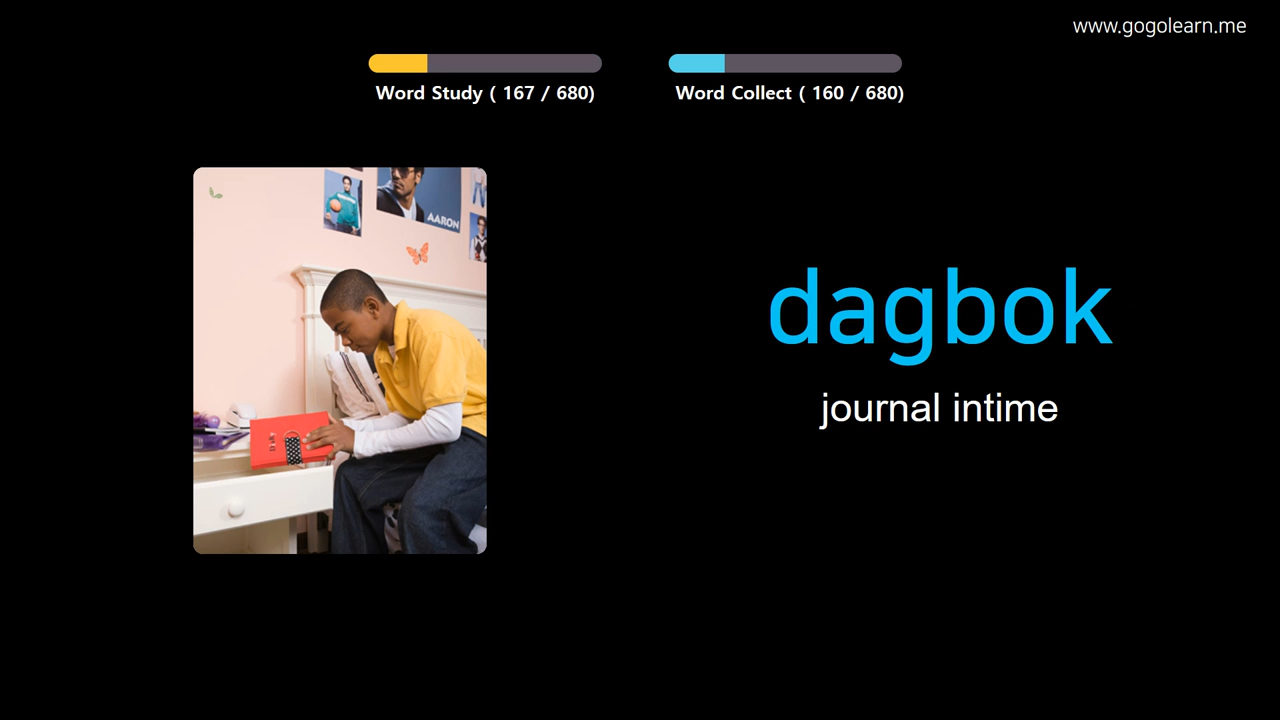 www.gogolearn.me
Word Study ( 167 / 680)
Word Collect ( 160 / 680)
AARON
dagbok
journal intime